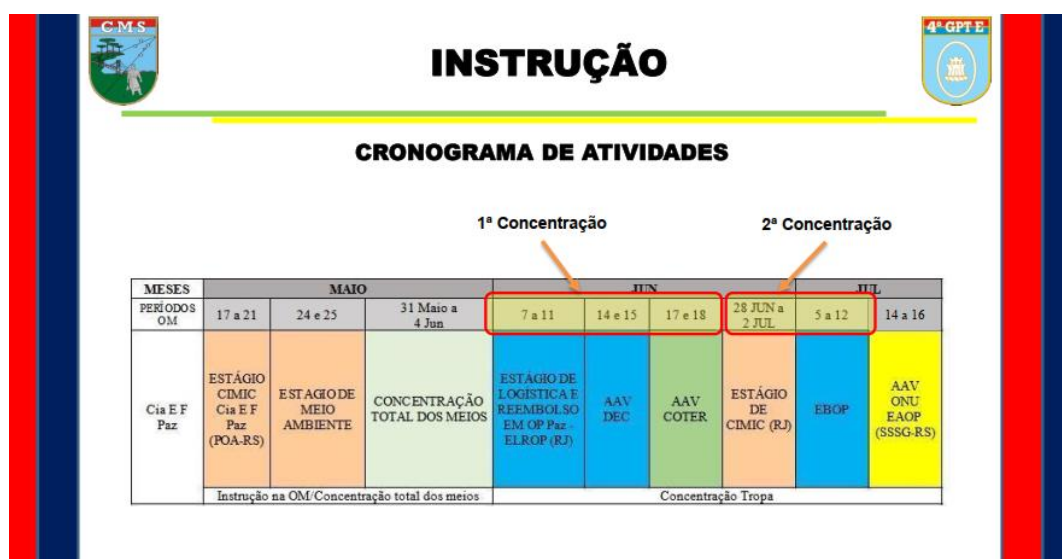 CMS
4º GPT E
INSTRUÇÃO
CRONOGRAMA DE ATIVIDADES
1ª Concentração
2ª Concentração
MESES
MAIO
JUN
JUL
PERÍODOS
OM
17 a 21
24 e 25
31 Maio a
4 Jun
7 a 11
14 e 15
17 e 18
28 JUN a
2 JUL
5 a 12
14 a 16
Cia E F
Paz
ESTÁGIO
CIMIC
Cia E F
Paz
(POA-RS)
ESTAGIO DE
MEIO
AMBIENTE
CONCENTRAÇÃO
TOTAL DOS MEIOS
ESTÁGIO DE
LOGÍSTICA E
REEMBOLSO
EM OP Paz -
ELROP (RJ)
AAV
DEC
AAV
COTER
ESTÁGIO
DE
CIMIC (RJ)
EBOP
AAV
ONU
EAOP
(SSSG-RS)
Instrução na OM/Concentração total dos meios
Concentração Tropa